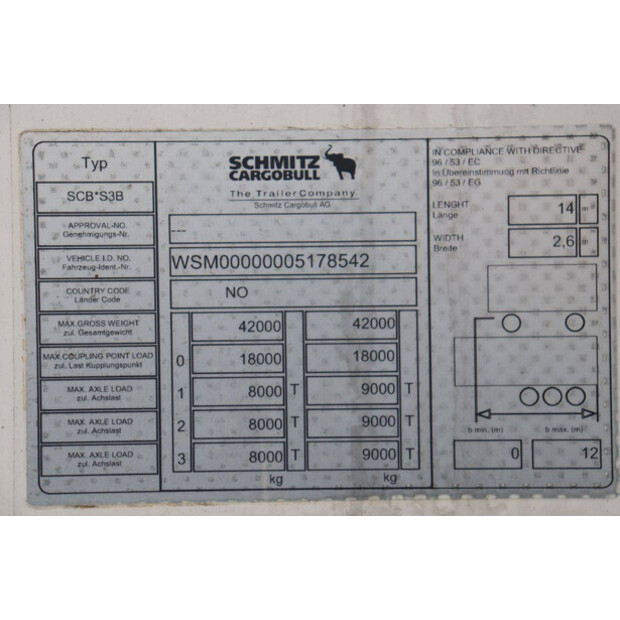 Typ
SCB*S3B
APPROVAL-NO.
Genehmigungs-Nr.
VEHICLE I.D. NO.
Fahrzeug-Ident.-Nr.
COUNTRY CODE
Länder Code
MAX.GROSS WEIGHT
zul. Gesamtgewicht
MAX.COUPLING POINT LOAD
zul. Last Kupplungspunkt
MAX. AXLE LOAD
zul. Achslast
MAX. AXLE LOAD
zul. Achslast
MAX. AXLE LOAD
zul. Achslast
SCHMITZ
CARGOBULL
The Trailer Company.
Schmitz Cargobull AG
---
WSM00000005178542
NO
42000 42000
0 18000 18000
1 8000 T 9000 T
2 8000 T 9000 T
3 8000 T 9000 T
kg kg
IN COMPLIANCE WITH DIRECTIVE
96 / 53 / EC
In Übereinstimmung mit Richtlinie
96 / 53 / EG
LENGHT
Länge
14 m
WIDTH
Breite
2,6 m
b min. (m) b max. (m)
0 12